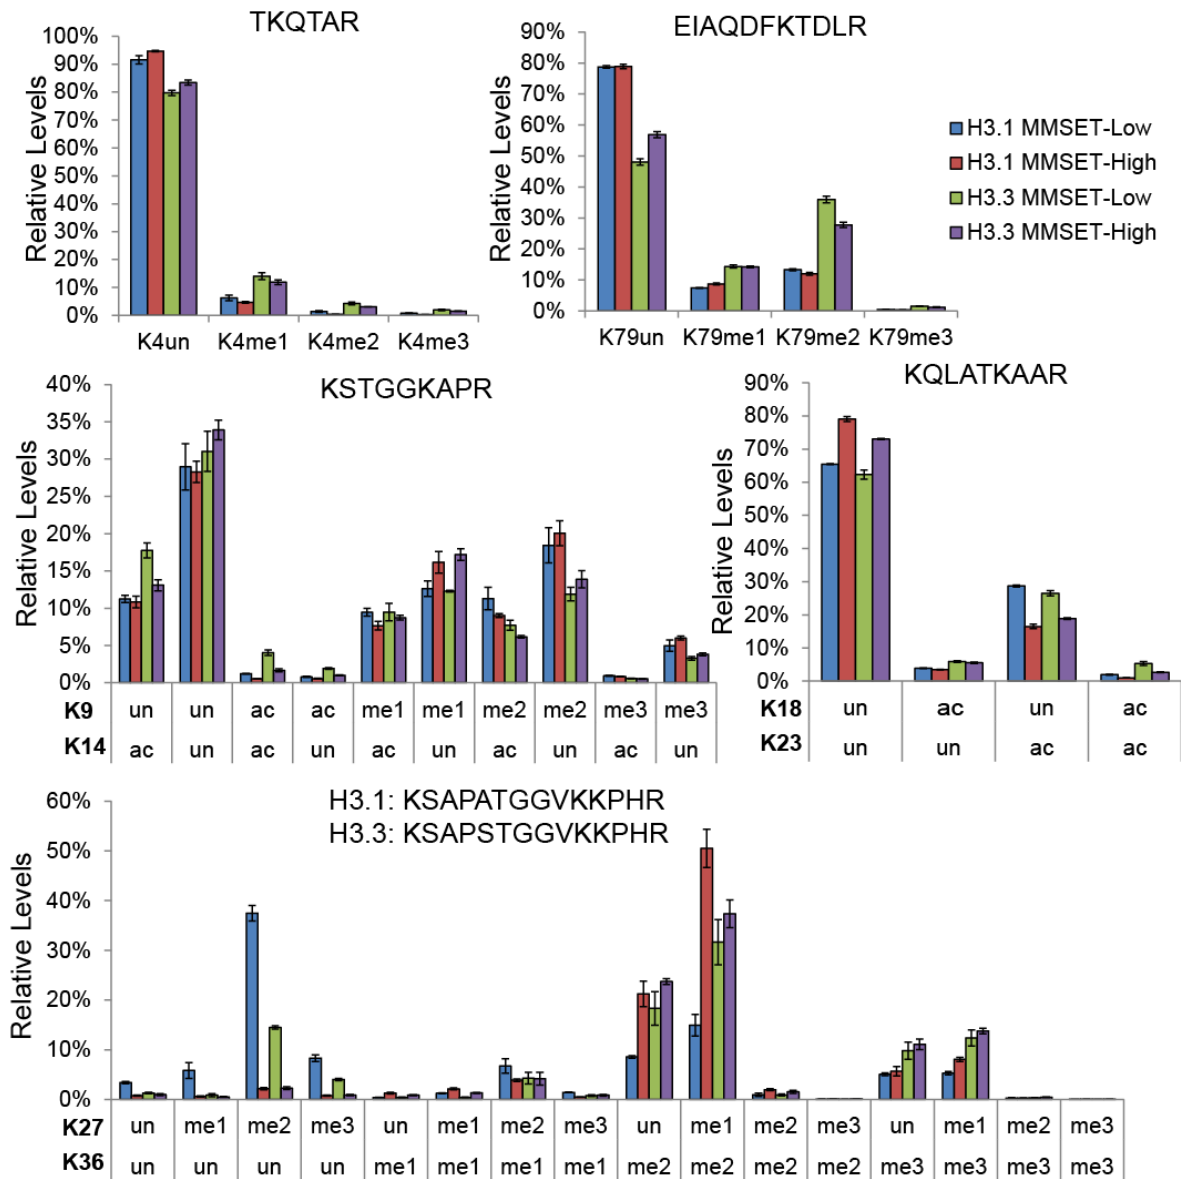 TKQTAR
Relative Levels
100%
90%
80%
70%
60%
50%
40%
30%
20%
10%
0%
K4un K4me1 K4me2 K4me3
EIAQDFKTDLR
Relative Levels
90%
80%
70%
60%
50%
40%
30%
20%
10%
0%
K79un K79me1 K79me2 K79me3
H3.1 MMSET-Low
H3.1 MMSET-High
H3.3 MMSET-Low
H3.3 MMSET-High
KSTGGKAPR
Relative Levels
40%
35%
30%
25%
20%
15%
10%
5%
0%
K9 un un ac ac me1 me1 me2 me2 me3 me3
K14 ac un ac un ac un ac un ac un
KQLATKAAR
Relative Levels
90%
80%
70%
60%
50%
40%
30%
20%
10%
0%
K18 un ac un ac
K23 un un ac ac
H3.1: KSAPATGGVKKPHR
H3.3: KSAPSTGGVKKPHR
Relative Levels
60%
50%
40%
30%
20%
10%
0%
K27 un me1 me2 me3 un me1 me2 me3 un me1 me2 me3 un me1 me2 me3
K36 un un un un me1 me1 me1 me1 me2 me2 me2 me2 me3 me3 me3 me3